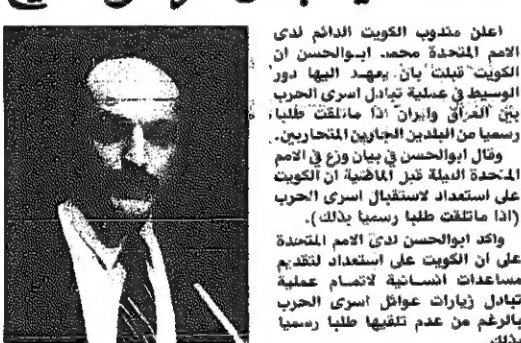 اعلن مندوب الكويت الدائم لدى
الامم المتحدة محمد ابوالحسن ان
الكويت قبلت بان يعهد اليها دور
الوسيط في عملية تبادل اسرى الحرب
بين العراق وايران اذا ماتلقت طلبا
رسميا من البلدين الجارين المتحاربين.
وقال ابوالحسن في بيان وزع في الامم
المتحدة الليلة قبل الماضية ان الكويت
على استعداد لاستقبال اسرى الحرب
(اذا ماتلقت طلبا رسميا بذلك).
واكد ابوالحسن لدى الامم المتحدة
على ان الكويت على استعداد لتقديم
مساعدات انسانية لاتمام عملية
تبادل زيارات عوائل اسرى الحرب
بالرغم من عدم تلقيها طلبا رسميا
بذلك